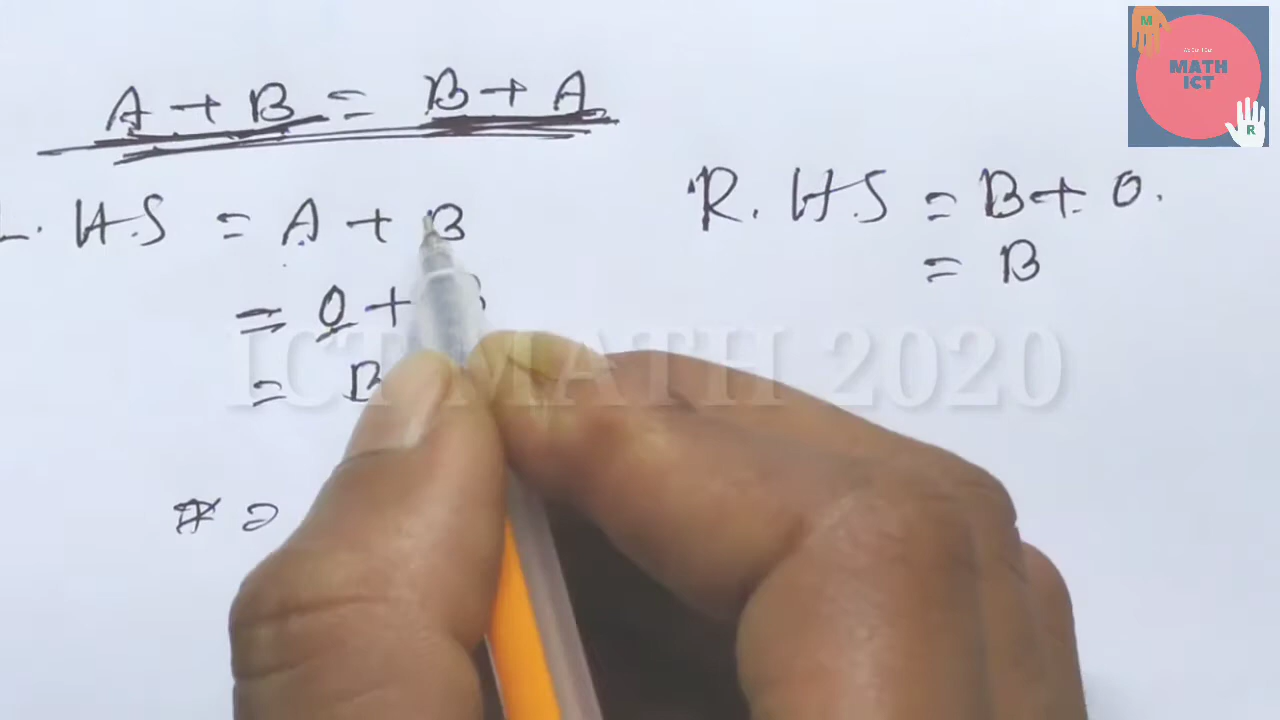 A + B = B + A
L. H.S = A + B
= 0 +
= B
R. H.S = B + 0.
= B
MATH
ICT
M
R
ICT MATH 2020